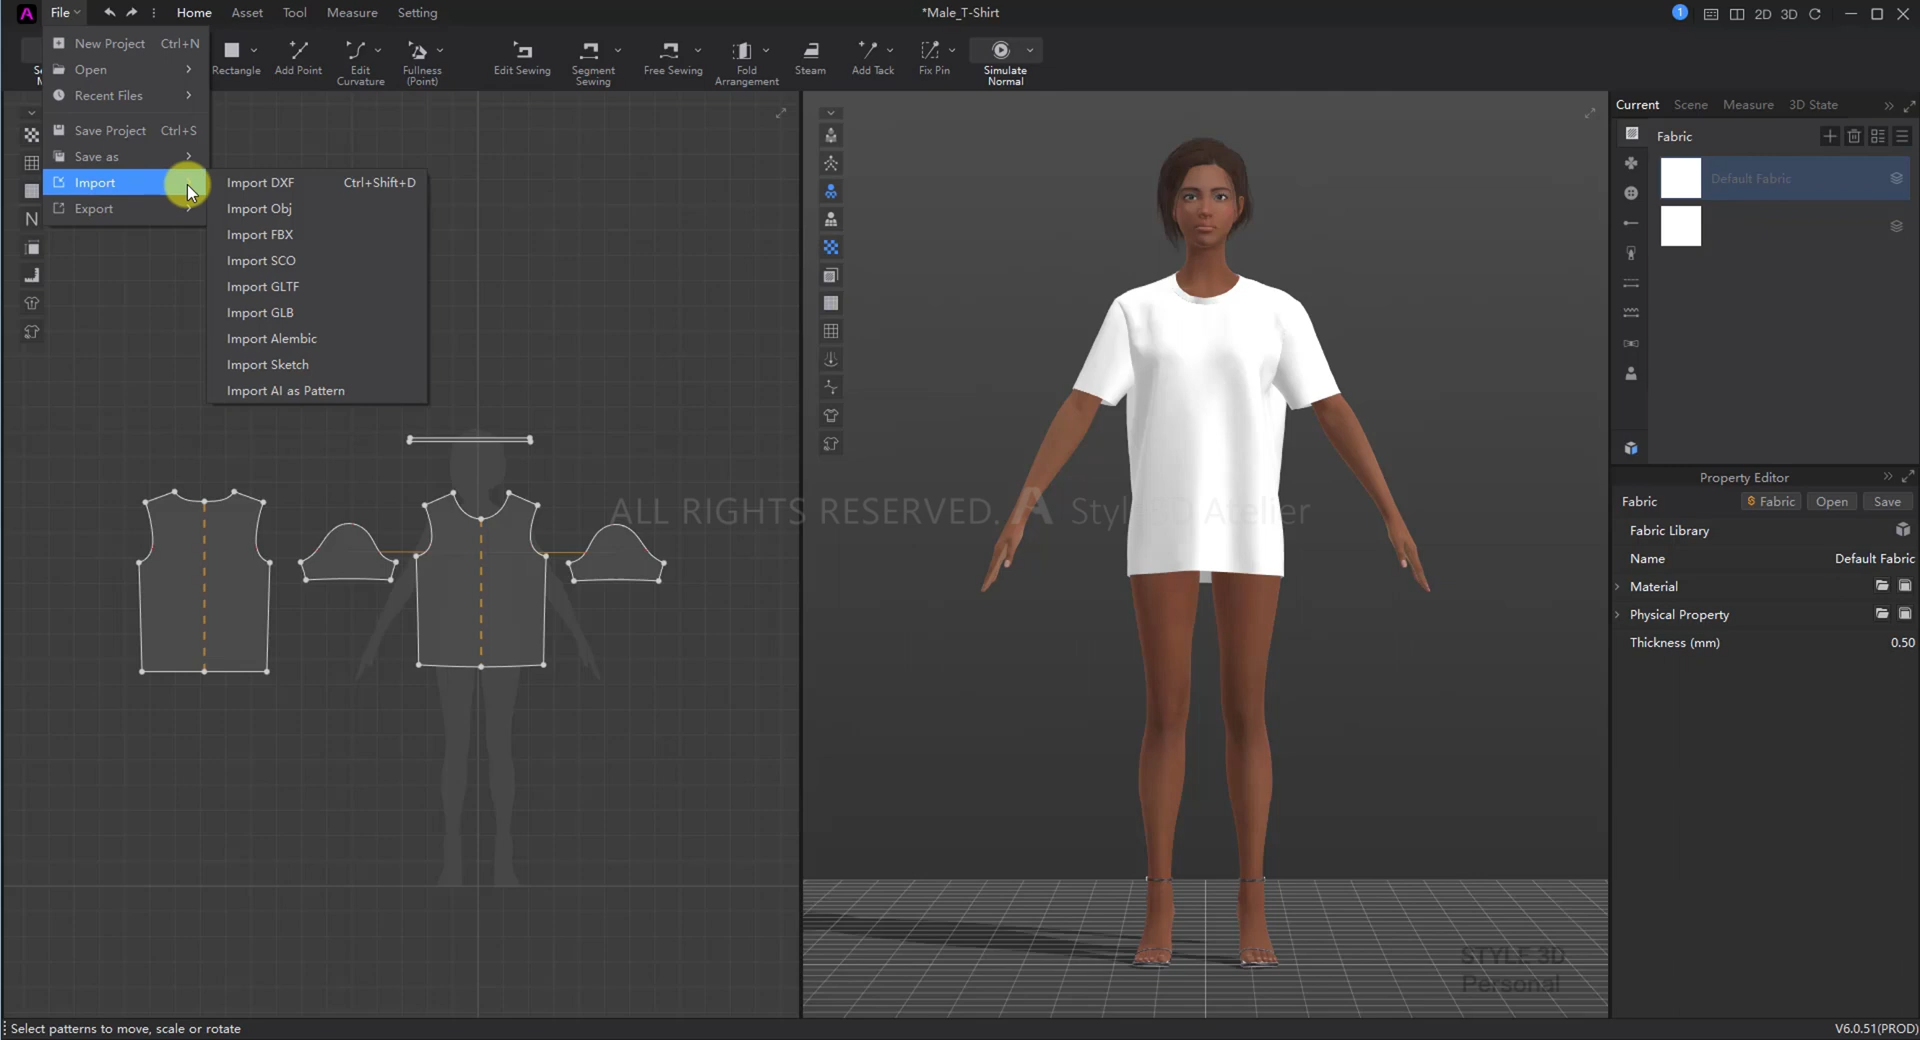 File
Home
Asset
Tool
Measure
Setting
*Male_T-Shirt
1
2D
3D
New Project Ctrl+N
Open
Recent Files
Save Project Ctrl+S
Save as
Import
Export
Import DXF Ctrl+Shift+D
Import Obj
Import FBX
Import SCO
Import GLTF
Import GLB
Import Alembic
Import Sketch
Import AI as Pattern
Rectangle
Add Point
Edit
Curvature
Fullness
(Point)
Edit Sewing
Segment
Sewing
Free Sewing
Fold
Arrangement
Steam
Add Tack
Fix Pin
Simulate
Normal
N
ALL RIGHTS RESERVED. Style3D Atelier
STYLE 3D
Personal
Current
Scene
Measure
3D State
Fabric
Default Fabric
Property Editor
Fabric
Fabric
Open
Save
Fabric Library
Name Default Fabric
Material
Physical Property
Thickness (mm) 0.50
Select patterns to move, scale or rotate
V6.0.51(PROD)